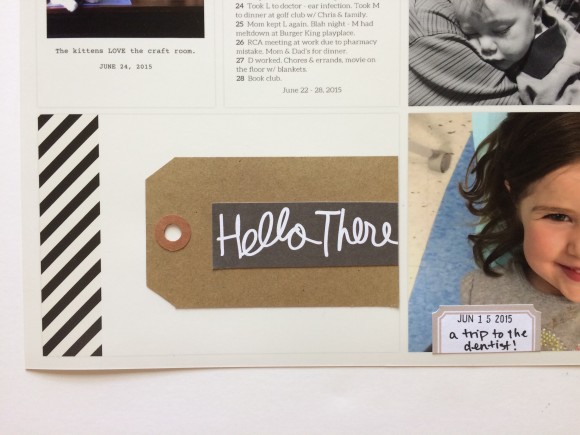 The kittens LOVE the craft room.
JUNE 24, 2015
24 Took L to doctor - ear infection. Took M
to dinner at golf club w/ Chris & family.
25 Mom kept L again. Blah night - M had
meltdown at Burger King playplace.
26 RCA meeting at work due to pharmacy
mistake. Mom & Dad's for dinner.
27 D worked, Chores & errands, movie on
the floor w/ blankets.
28 Book club.
June 22 - 28, 2015
Hello There
JUN 15 2015
a trip to the
dentist!